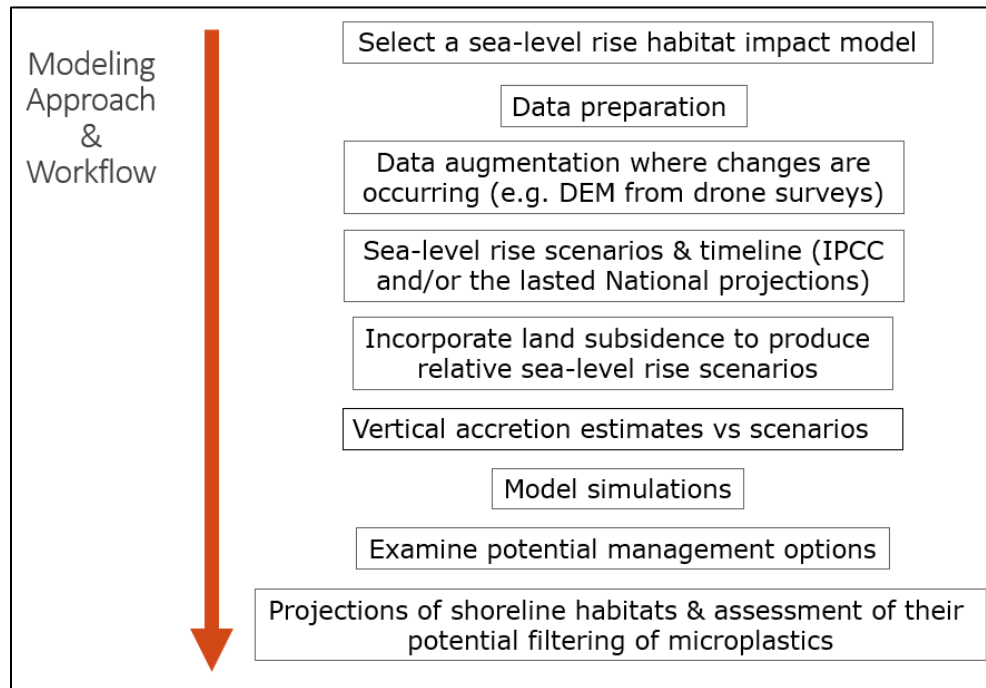 Modeling
Approach
&
Workflow
Select a sea-level rise habitat impact model
Data preparation
Data augmentation where changes are
occurring (e.g. DEM from drone surveys)
Sea-level rise scenarios & timeline (IPCC
and/or the lasted National projections)
Incorporate land subsidence to produce
relative sea-level rise scenarios
Vertical accretion estimates vs scenarios
Model simulations
Examine potential management options
Projections of shoreline habitats & assessment of their
potential filtering of microplastics